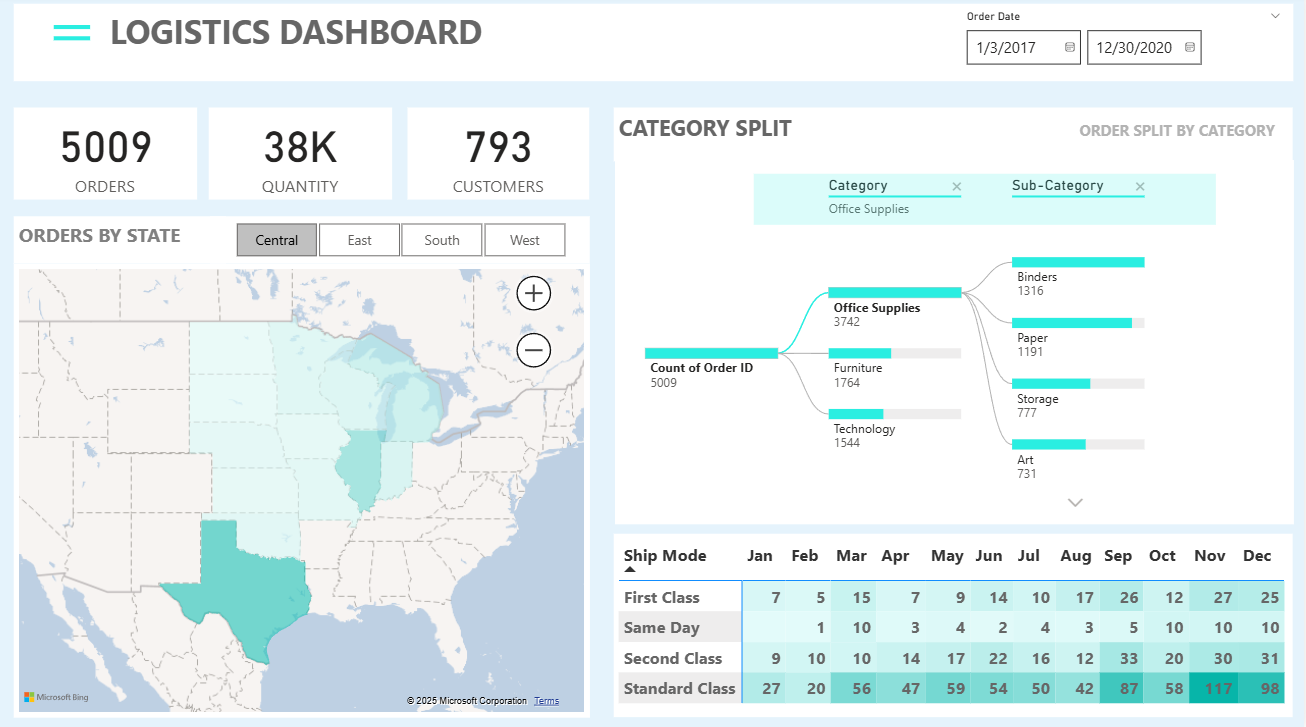 LOGISTICS DASHBOARD
Order Date
1/3/2017 12/30/2020
5009 38K 793
ORDERS QUANTITY CUSTOMERS
ORDERS BY STATE
Central East South West
Microsoft Bing
© 2025 Microsoft Corporation Terms
CATEGORY SPLIT ORDER SPLIT BY CATEGORY
Category Sub-Category
Office Supplies
Count of Order ID
5009
Office Supplies
3742
Furniture
1764
Technology
1544
Binders
1316
Paper
1191
Storage
777
Art
731
Ship Mode Jan Feb Mar Apr May Jun Jul Aug Sep Oct Nov Dec
First Class 7 5 15 7 9 14 10 17 26 12 27 25
Same Day 1 10 3 4 2 4 3 5 10 10 10
Second Class 9 10 10 14 17 22 16 12 33 20 30 31
Standard Class 27 20 56 47 59 54 50 42 87 58 117 98